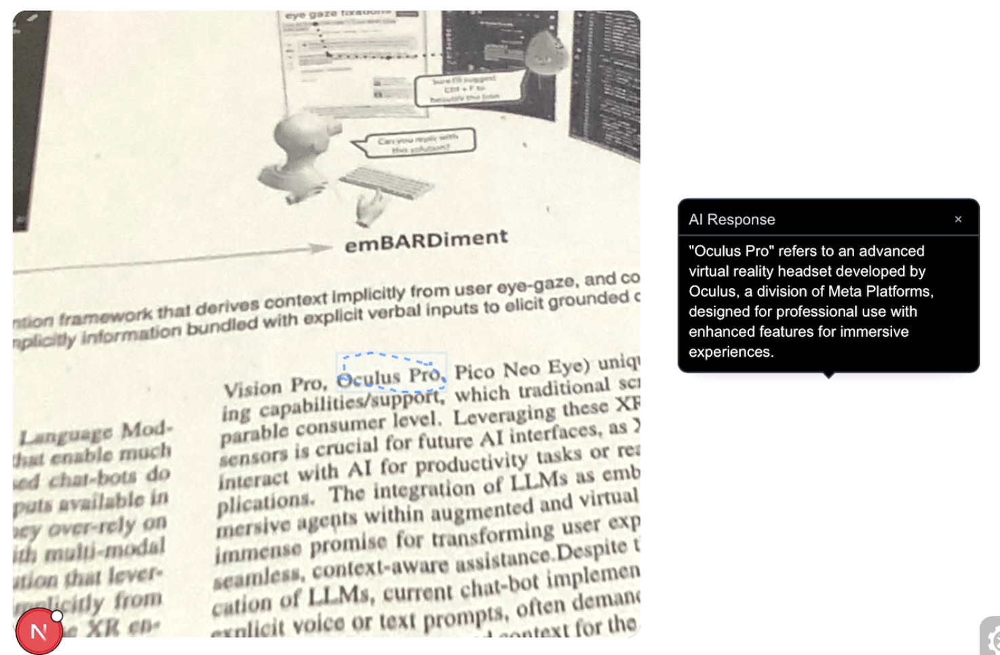 eye gaze fixations
Sure I'll suggest
Ctrl + F to
beautify the
Can you reply with
this solution?
emBARDiment
ntion framework that derives context implicitly from user eye-gaze, and co
mplicitly information bundled with explicit verbal inputs to elicit grounded c
Language Mod-
that enable much
sed chat-bots do
puts available in
ey over-rely on
ith multi-modal
ution that lever-
mplicitly from
e XR en-
Vision Pro, Oculus Pro, Pico Neo Eye) uniq
ing capabilities/support, which traditional scr
parable consumer level. Leveraging these XR
sensors is crucial for future AI interfaces, as X
interact with AI for productivity tasks or rea
plications. The integration of LLMs as emb
mersive agents within augmented and virtual
immense promise for transforming user exp
seamless, context-aware assistance.Despite t
cation of LLMs, current chat-bot implemen
explicit voice or text prompts, often demand
context for the
N
AI Response ×
"Oculus Pro" refers to an advanced
virtual reality headset developed by
Oculus, a division of Meta Platforms,
designed for professional use with
enhanced features for immersive
experiences.